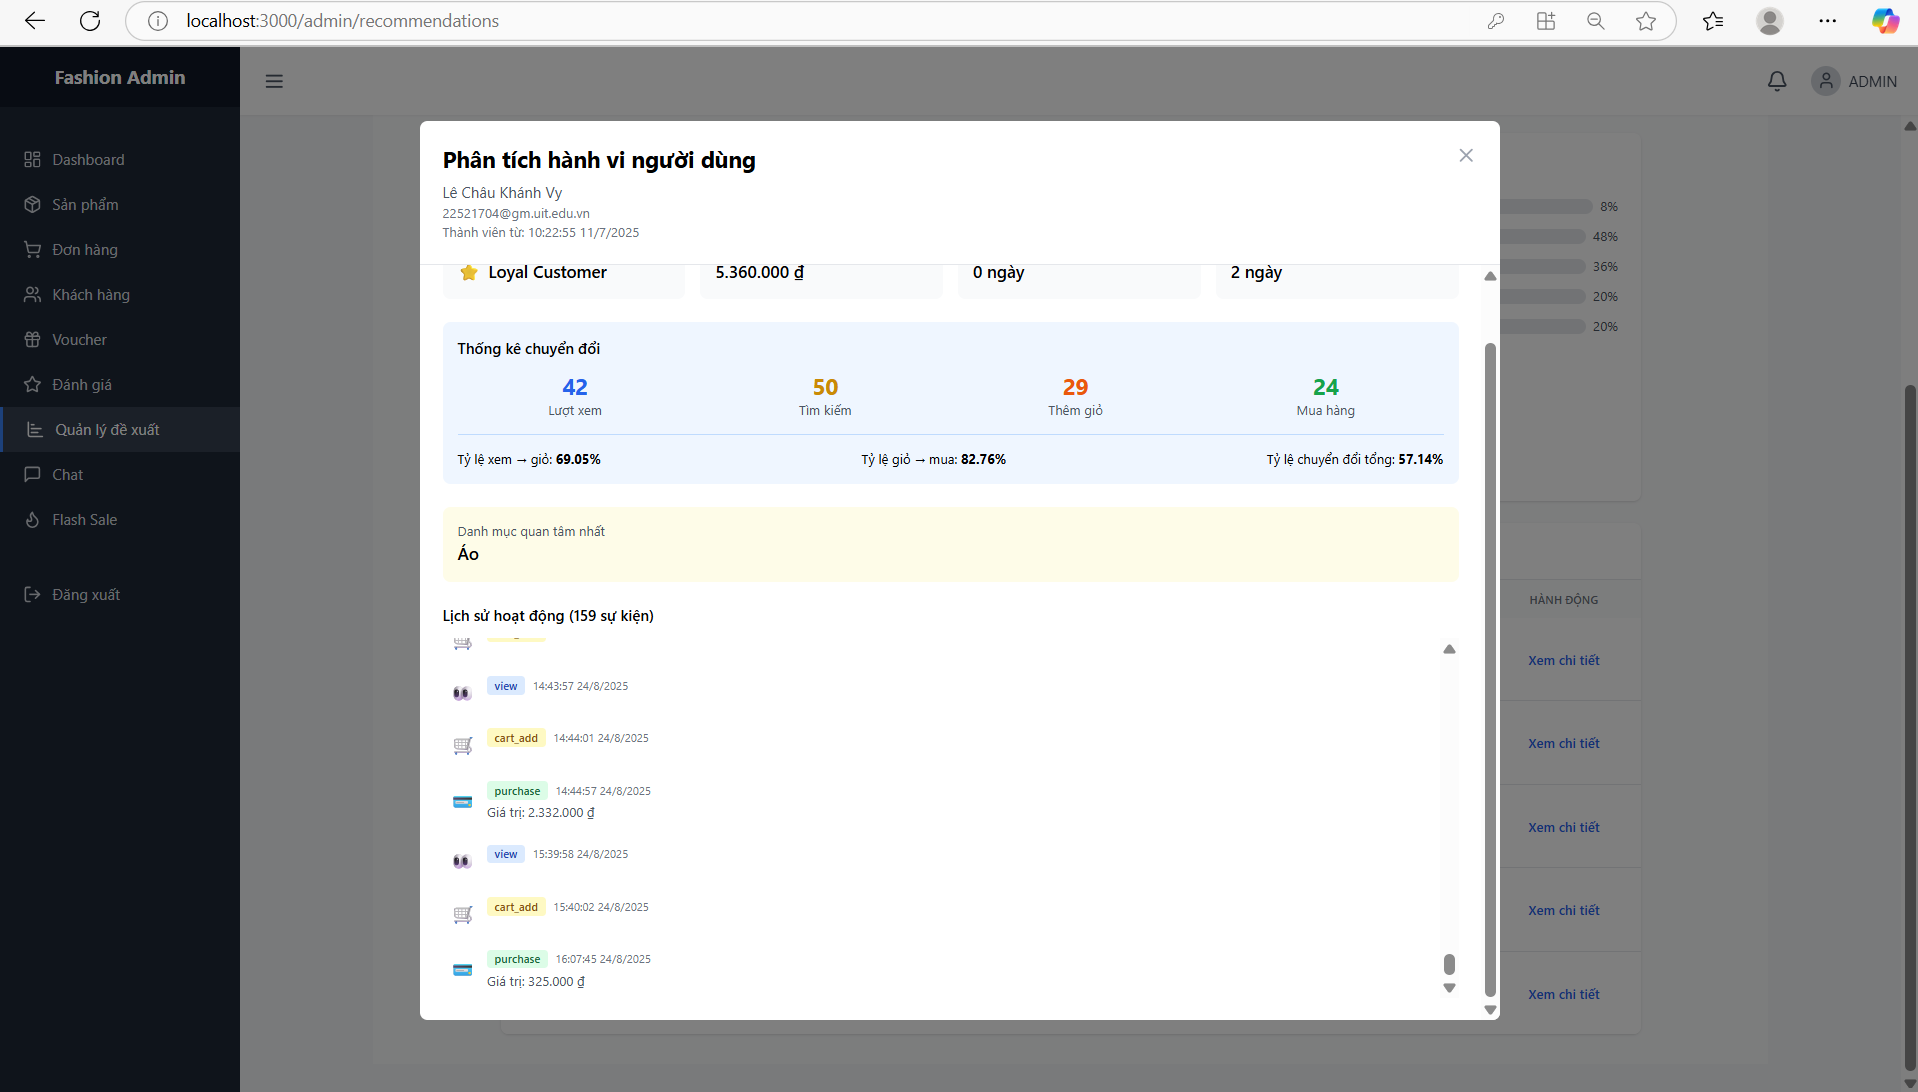 localhost:3000/admin/recommendations
Fashion Admin
ADMIN
Dashboard
Sản phẩm
Đơn hàng
Khách hàng
Voucher
Đánh giá
Quản lý đề xuất
Chat
Flash Sale
Đăng xuất
Phân tích hành vi người dùng
Lê Châu Khánh Vy
22521704@gm.uit.edu.vn
Thành viên từ: 10:22:55 11/7/2025
Loyal Customer
5.360.000 ₫
0 ngày
2 ngày
Thống kê chuyển đổi
42
50
29
24
Lượt xem
Tìm kiếm
Thêm giỏ
Mua hàng
Tỷ lệ xem → giỏ: 69.05%
Tỷ lệ giỏ → mua: 82.76%
Tỷ lệ chuyển đổi tổng: 57.14%
Danh mục quan tâm nhất
Áo
Lịch sử hoạt động (159 sự kiện)
view 14:43:57 24/8/2025
cart_add 14:44:01 24/8/2025
purchase 14:44:57 24/8/2025
Giá trị: 2.332.000 ₫
view 15:39:58 24/8/2025
cart_add 15:40:02 24/8/2025
purchase 16:07:45 24/8/2025
Giá trị: 325.000 ₫
8%
48%
36%
20%
20%
HÀNH ĐỘNG
Xem chi tiết
Xem chi tiết
Xem chi tiết
Xem chi tiết
Xem chi tiết